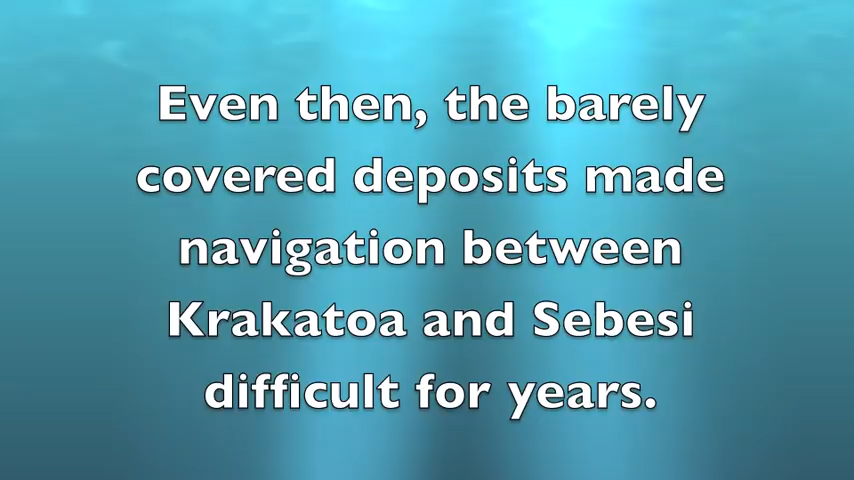 Even then, the barely
covered deposits made
navigation between
Krakatoa and Sebesi
difficult for years.